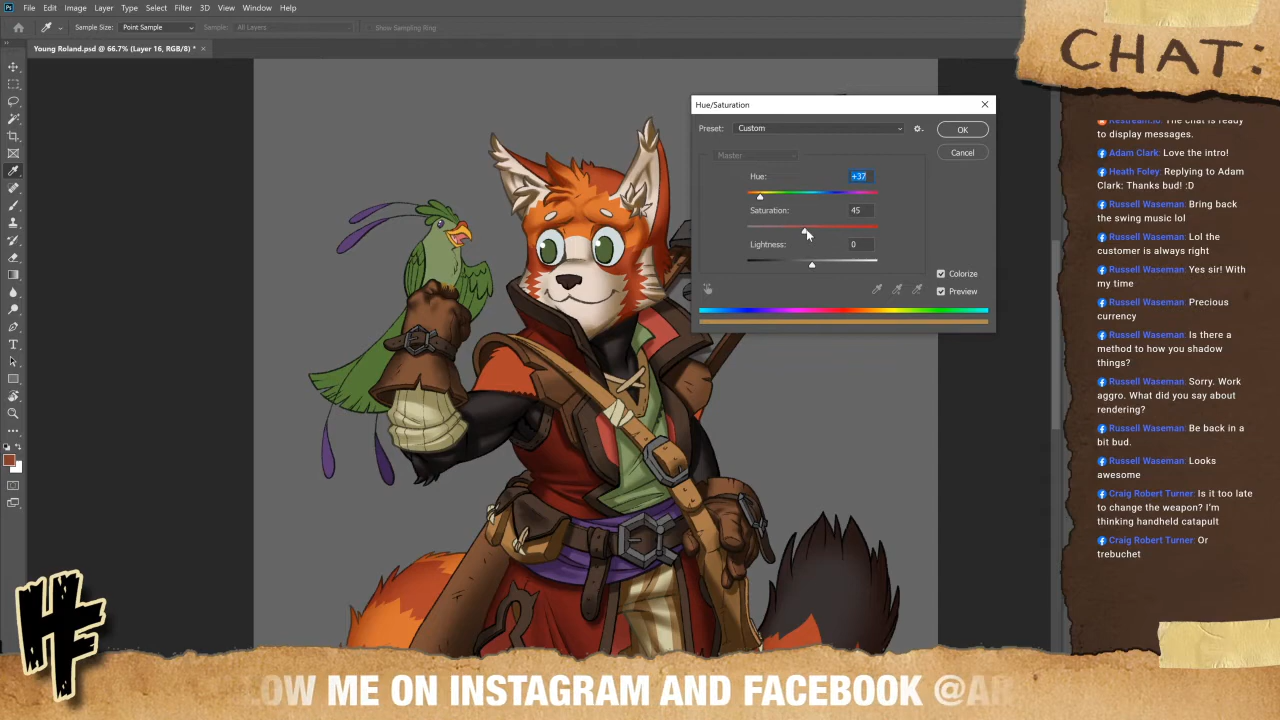 Ps File Edit Image Layer Type Select Filter 3D View Window Help
Sample Size: Point Sample Sample: All Layers Show Sampling Ring
Young Roland.psd @ 66.7% (Layer 16, RGB/8) * ×
CHAT:
Hue/Saturation
Preset: Custom
OK
Cancel
Master
Hue: +37
Saturation: 45
Lightness: 0
Colorize
Preview
Restream.io: The chat is ready
to display messages.
Adam Clark: Love the intro!
Heath Foley: Replying to Adam
Clark: Thanks bud! :D
Russell Waseman: Bring back
the swing music lol
Russell Waseman: Lol the
customer is always right
Russell Waseman: Yes sir! With
my time
Russell Waseman: Precious
currency
Russell Waseman: Is there a
method to how you shadow
things?
Russell Waseman: Sorry. Work
aggro. What did you say about
rendering?
Russell Waseman: Be back in a
bit bud.
Russell Waseman: Looks
awesome
Craig Robert Turner: Is it too late
to change the weapon? I'm
thinking handheld catapult
Craig Robert Turner: Or
trebuchet
HF
LOW ME ON INSTAGRAM AND FACEBOOK @AR